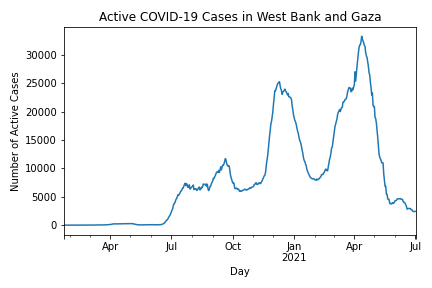 Active COVID-19 Cases in West Bank and Gaza
Number of Active Cases
30000
25000
20000
15000
10000
5000
0
Apr Jul Oct Jan Apr Jul
2021
Day